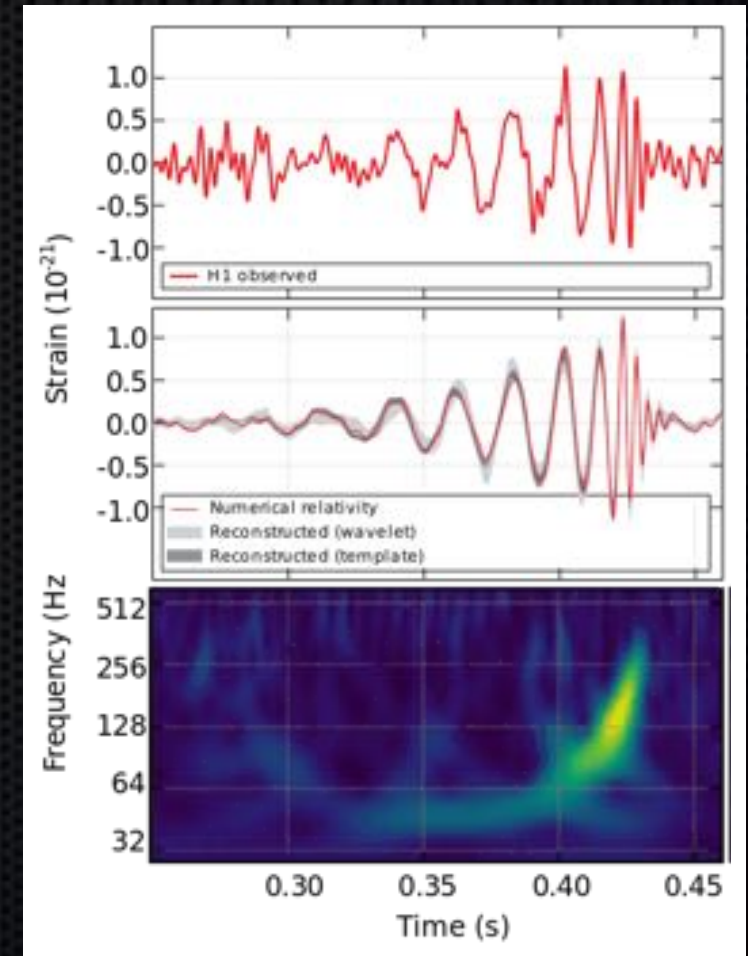 1.0
0.5
0.0
-0.5
-1.0
H1 observed
Strain (10-21)
1.0
0.5
0.0
-0.5
-1.0
Numerical relativity
Reconstructed (wavelet)
Reconstructed (template)
Frequency (Hz
512
256
128
64
32
0.30 0.35 0.40 0.45
Time (s)